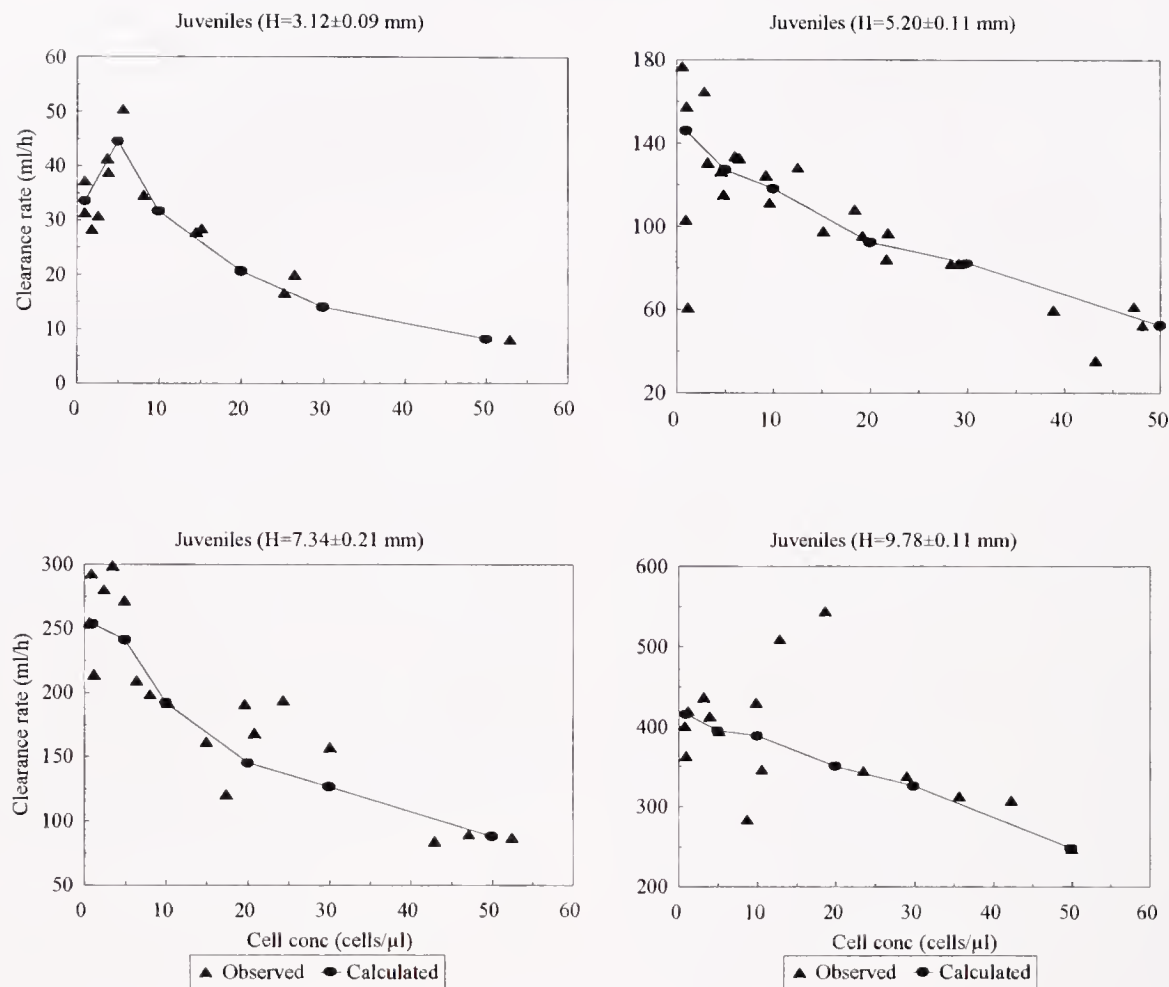 Juveniles (H=3.12±0.09 mm)
Clearance rate (ml/h)
60
50
40
30
20
10
0
0 10 20 30 40 50 60
Juveniles (H=5.20±0.11 mm)
180
140
100
60
20
0 10 20 30 40 50
Juveniles (H=7.34±0.21 mm)
Clearance rate (ml/h)
300
250
200
150
100
50
0 10 20 30 40 50 60
Cell conc (cells/µl)
Observed Calculated
Juveniles (H=9.78±0.11 mm)
600
500
400
300
200
0 10 20 30 40 50 60
Cell conc (cells/µl)
Observed Calculated